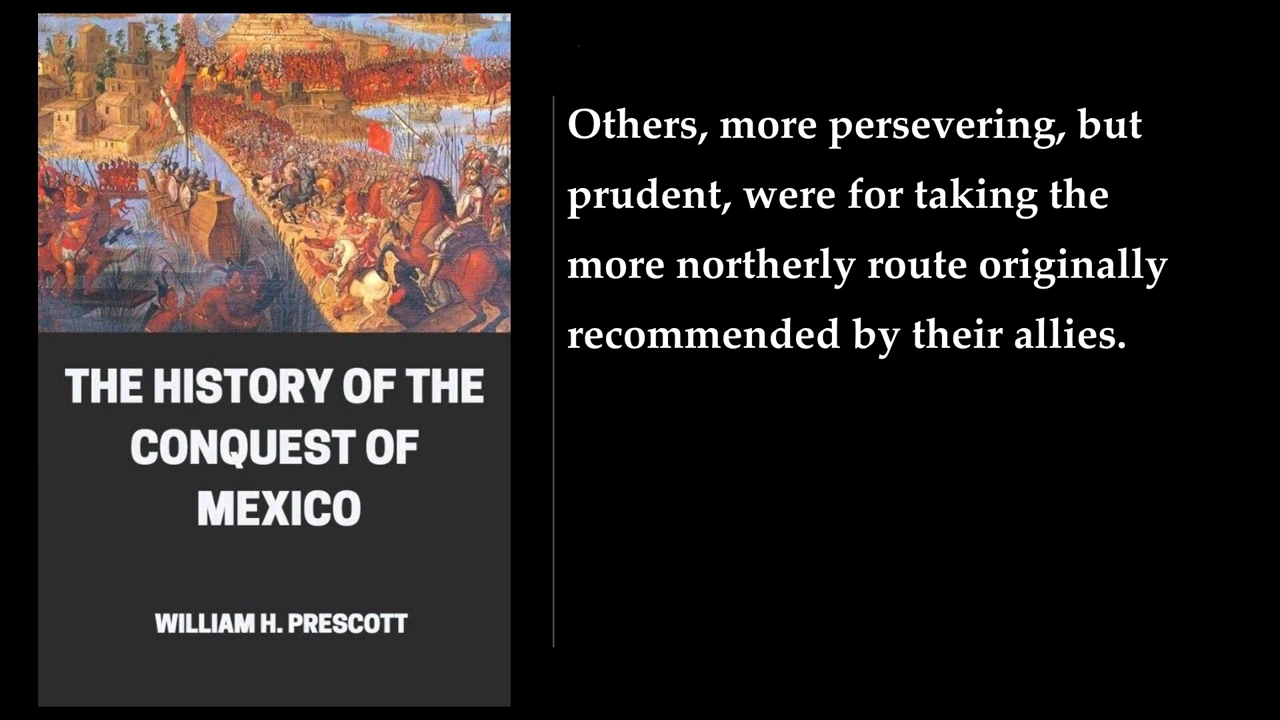 THE HISTORY OF THE
CONQUEST OF
MEXICO
WILLIAM H. PRESCOTT
Others, more persevering, but
prudent, were for taking the
more northerly route originally
recommended by their allies.